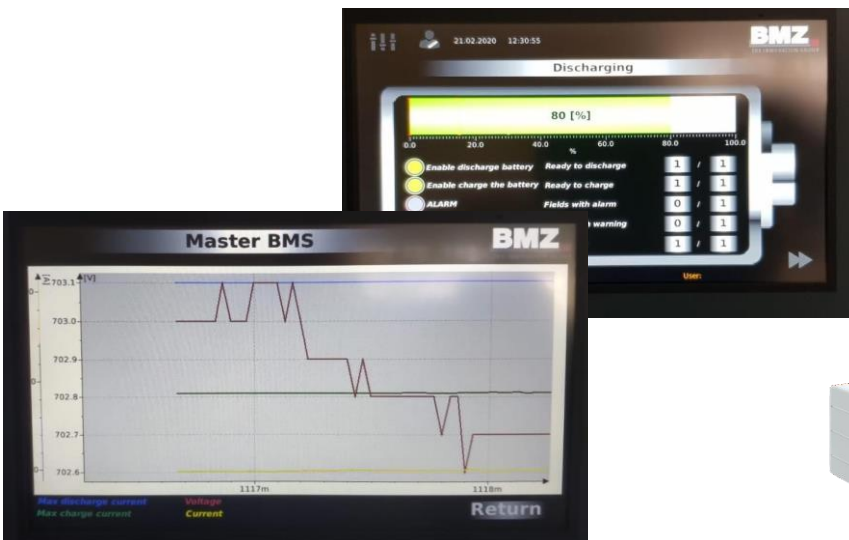 21.02.2020 12:30:55
BMZ
Discharging
80 [%]
0.0 20.0 40.0 60.0 80.0 100.0
%
Enable discharge battery Ready to discharge 1 / 1
Enable charge the battery Ready to charge 1 / 1
ALARM Fields with alarm 0 / 1
warning 0 / 1
1 / 1
User:
Master BMS
BMZ
[V]
703.1
703.0
702.9
702.8
702.7
702.6
1117m 1118m
Max discharge current Voltage
Max charge current Current
Return